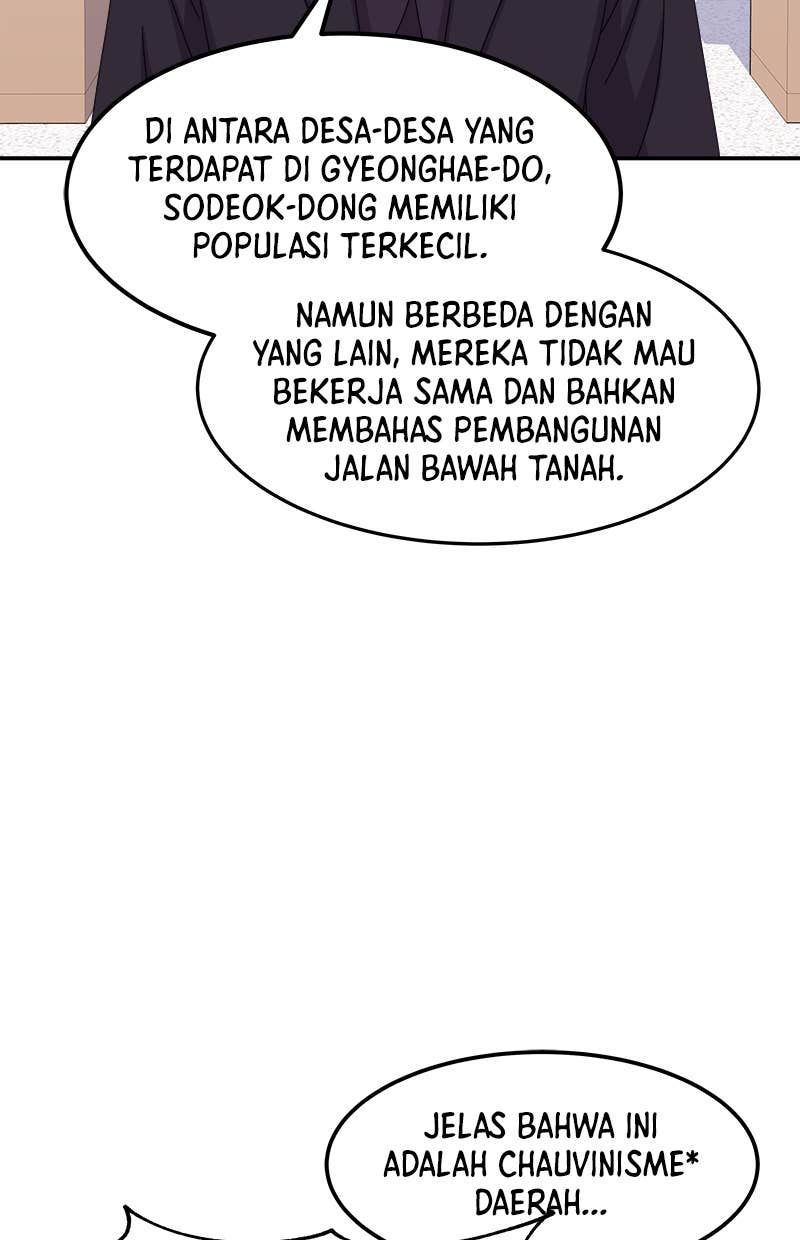 DI ANTARA DESA-DESA YANG
TERDAPAT DI GYEONGHAE-DO,
SODEOK-DONG MEMILIKI
POPULASI TERKECIL.
NAMUN BERBEDA DENGAN
YANG LAIN, MEREKA TIDAK MAU
BEKERJA SAMA DAN BAHKAN
MEMBAHAS PEMBANGUNAN
JALAN BAWAH TANAH.
JELAS BAHWA INI
ADALAH CHAUVINISME*
DAERAH...